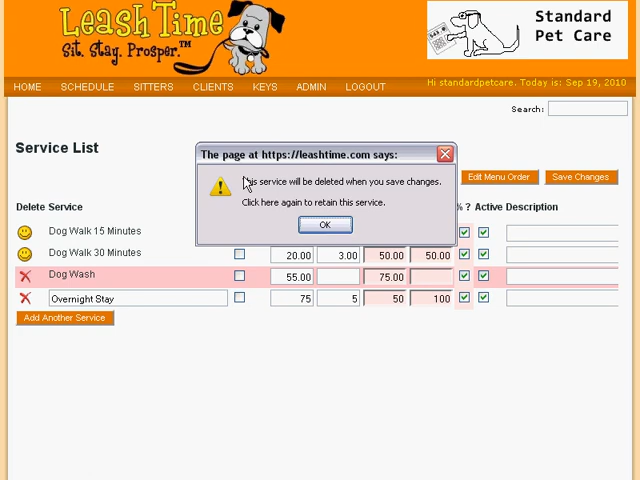 LeashTime
Sit. Stay. Prosper.™
Standard
Pet Care
HOME SCHEDULE SITTERS CLIENTS KEYS ADMIN LOGOUT
Hi standardpetcare. Today is: Sep 19, 2010
Search:
Service List
The page at https://leashtime.com says:
service will be deleted when you save changes.
Click here again to retain this service.
OK
Edit Menu Order Save Changes
Delete Service % ? Active Description
Dog Walk 15 Minutes
Dog Walk 30 Minutes 20.00 3.00 50.00 50.00
Dog Wash 55.00 75.00
Overnight Stay 75 5 50 100
Add Another Service